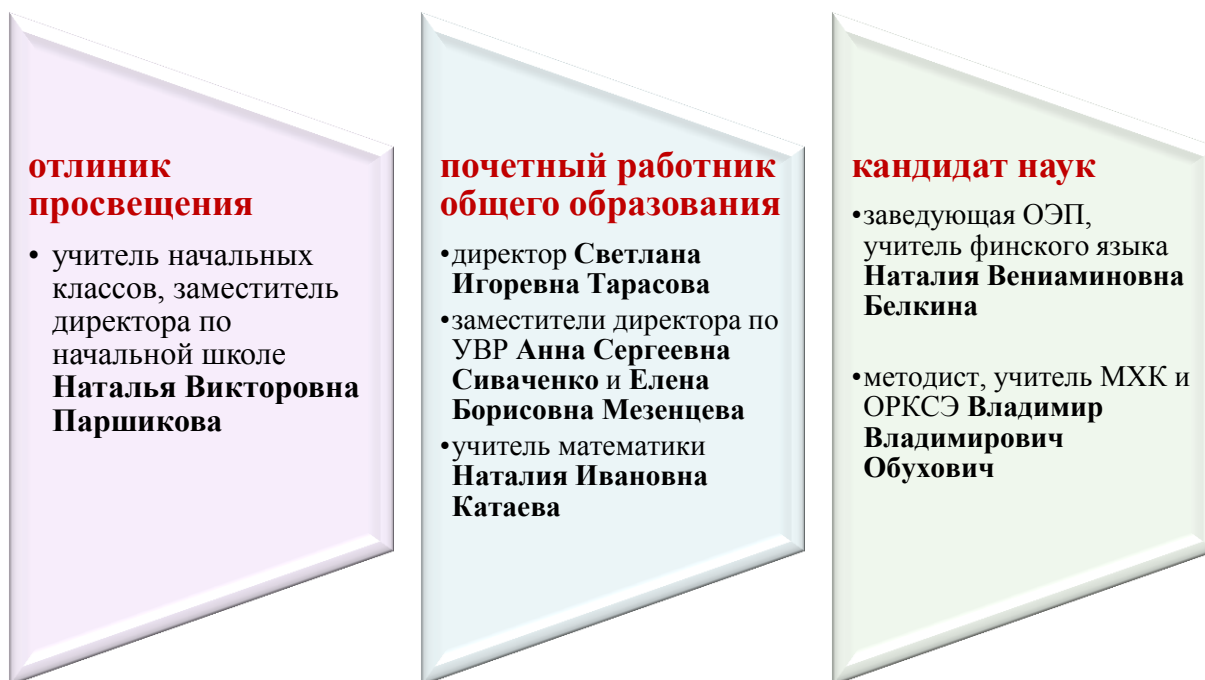 отлиник
просвещения
• учитель начальных
классов, заместитель
директора по
начальной школе
Наталья Викторовна
Паршикова
почетный работник
общего образования
•директор Светлана
Игоревна Тарасова
•заместители директора по
УВР Анна Сергеевна
Сиваченко и Елена
Борисовна Мезенцева
•учитель математики
Наталия Ивановна
Катаева
кандидат наук
•заведующая ОЭП,
учитель финского языка
Наталия Вениаминовна
Белкина
•методист, учитель МХК и
ОРКСЭ Владимир
Владимирович
Обухович